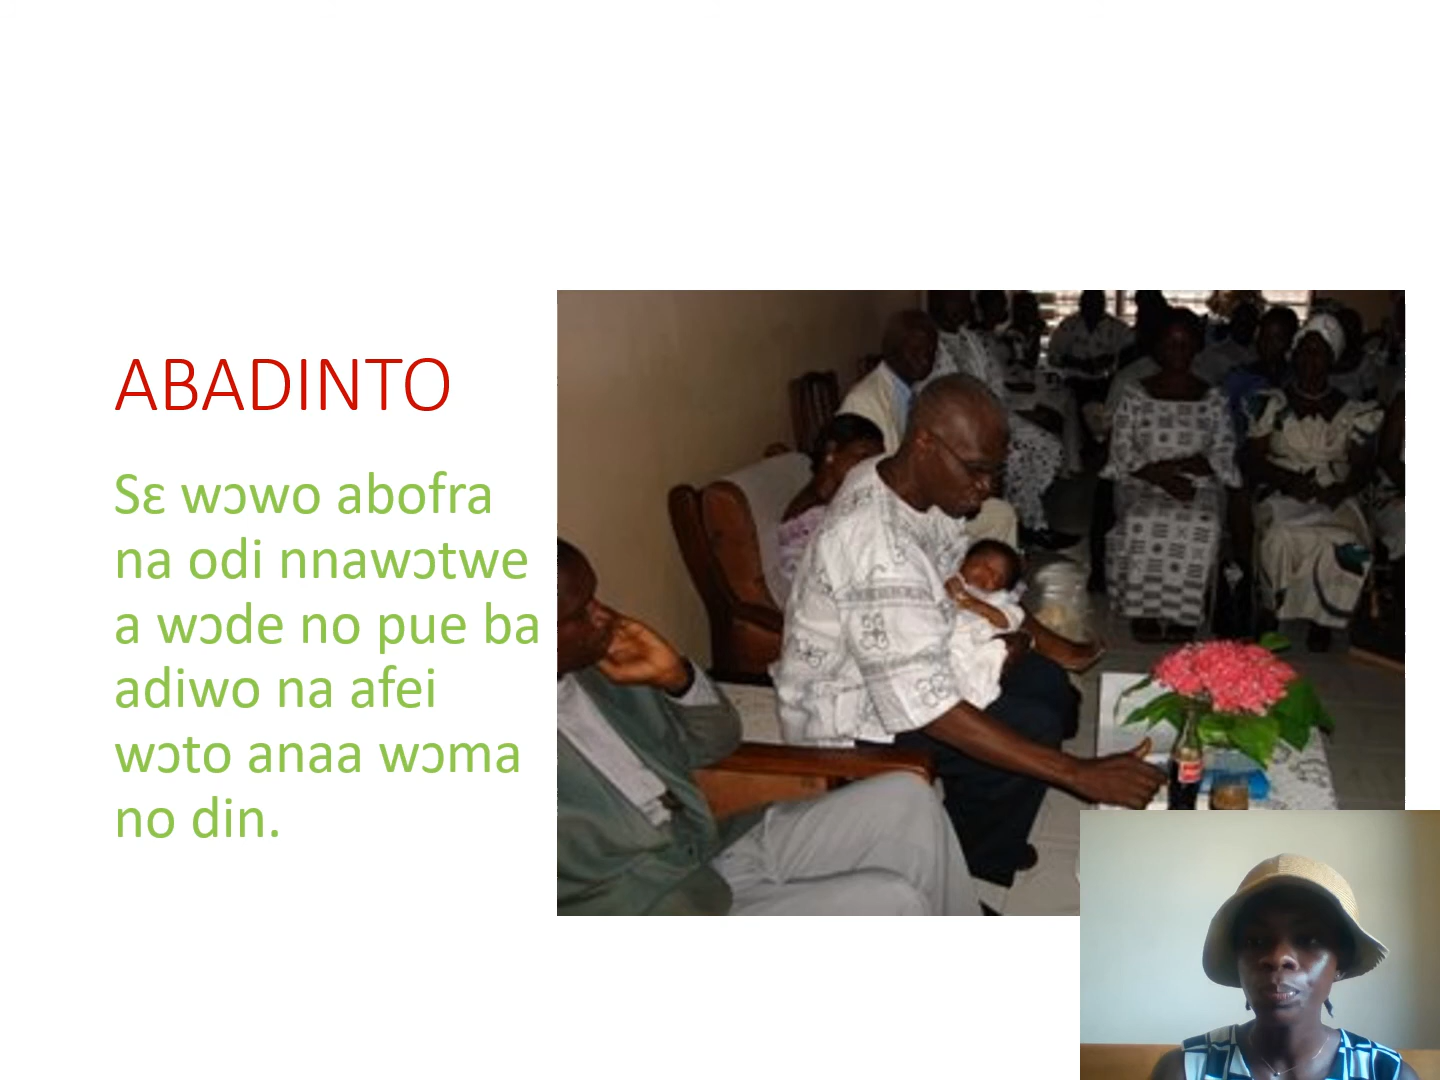 ABADINTO
Sɛ wɔwo abofra
na odi nnawɔtwe
a wɔde no pue ba
adiwo na afei
wɔto anaa wɔma
no din.